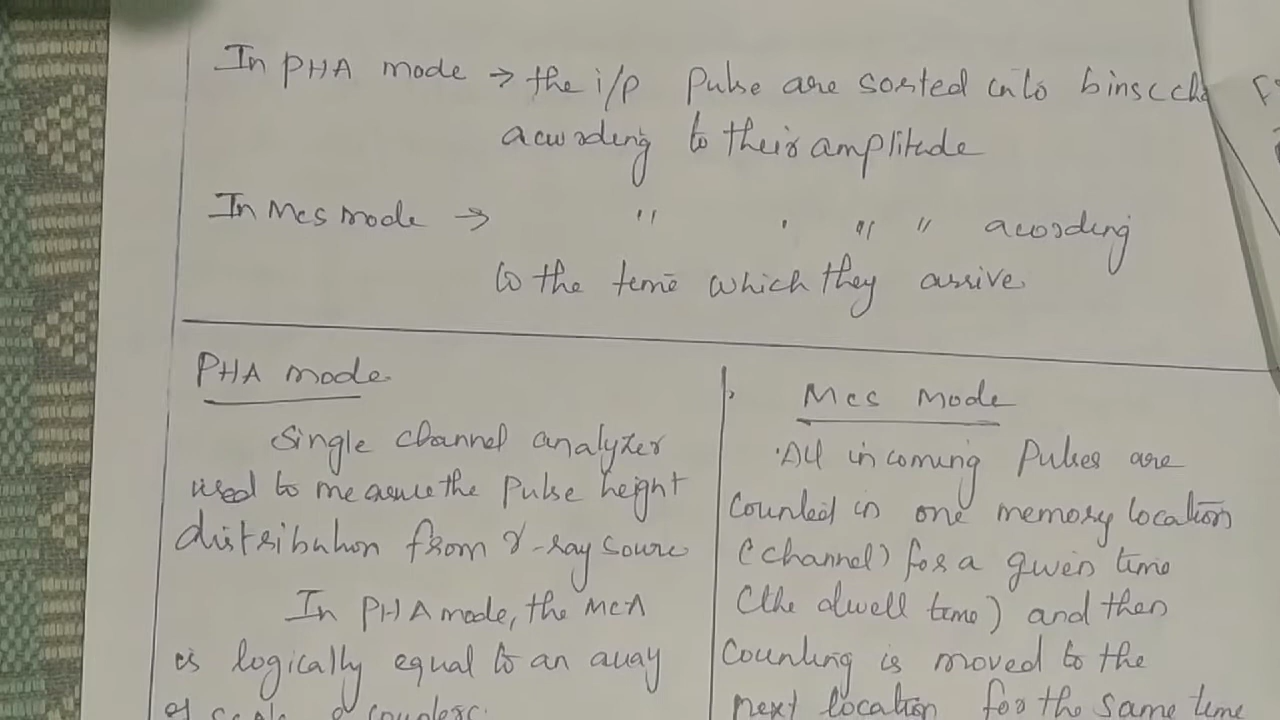 In PHA mode → the i/p Pulse are sorted into bins
acording to their amplitude
In Mcs mode → " " " acording
to the time which they arrive
PHA mode
Single channel analyzer
used to measure the Pulse height
distribution from γ-ray source
In PHA mode, the MCA
is logically equal to an array
of
Mcs Mode
All incoming Pulses are
Counted in one memory location
(channel) for a given time
(the dwell time) and then
Counting is moved to the
next location for the same time